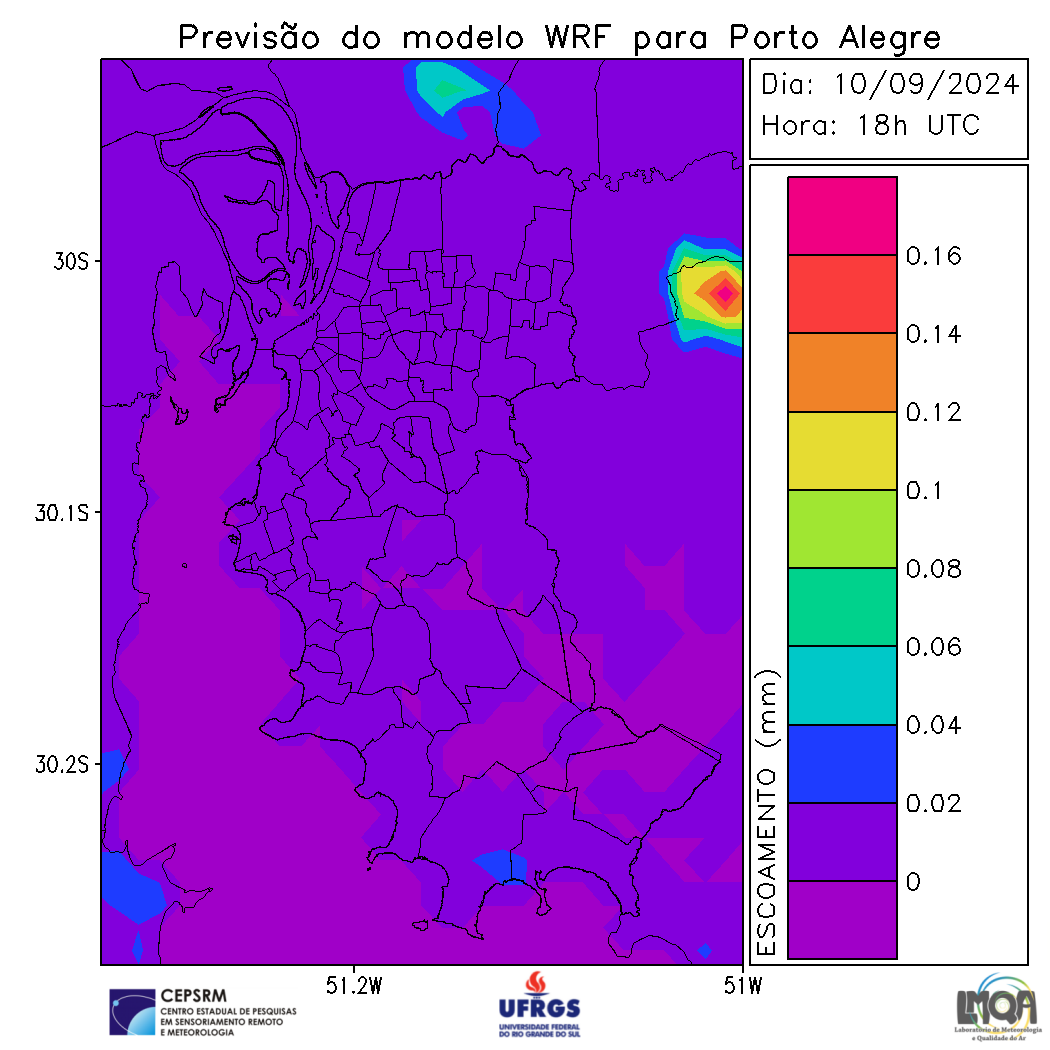 Previsão do modelo WRF para Porto Alegre
Dia: 10/09/2024
Hora: 18h UTC
30S
30.1S
30.2S
51.2W
51W
ESCOAMENTO (mm)
0.16
0.14
0.12
0.1
0.08
0.06
0.04
0.02
0
CEPSRM
CENTRO ESTADUAL DE PESQUISAS
EM SENSORIAMENTO REMOTO
E METEOROLOGIA
UFRGS
UNIVERSIDADE FEDERAL
DO RIO GRANDE DO SUL
LMQA
Laboratório de Meteorologia
e Qualidade do Ar